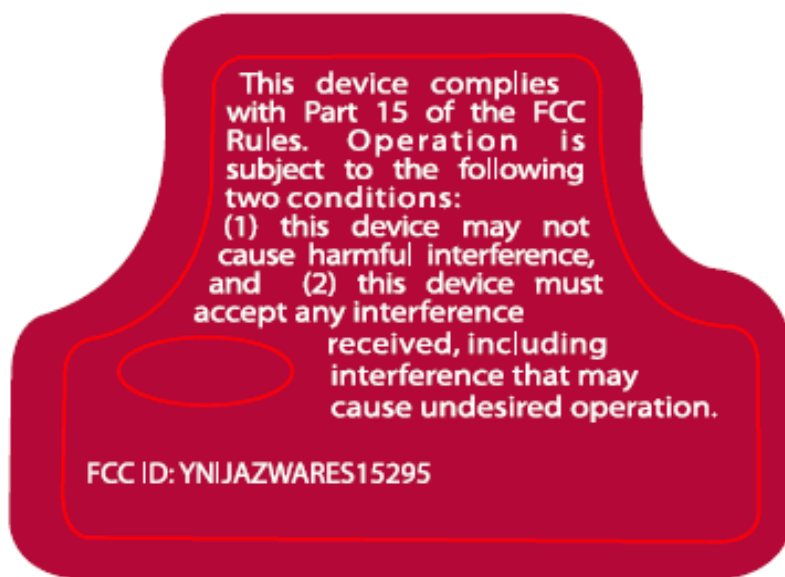 This device complies
with Part 15 of the FCC
Rules. Operation is
subject to the following
two conditions:
(1) this device may not
cause harmful interference,
and (2) this device must
accept any interference
received, including
interference that may
cause undesired operation.
FCC ID: YNIJAZWARES15295